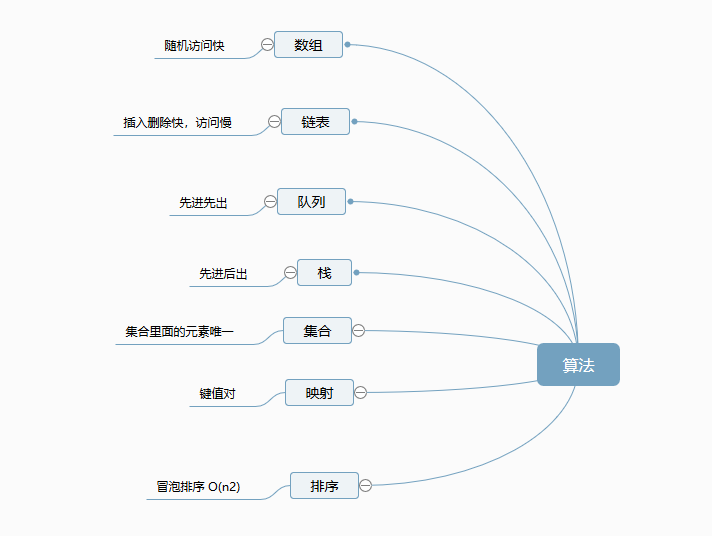 随机访问快
数组
插入删除快，访问慢
链表
先进先出
队列
先进后出
栈
集合里面的元素唯一
集合
算法
键值对
映射
冒泡排序 O(n2)
排序